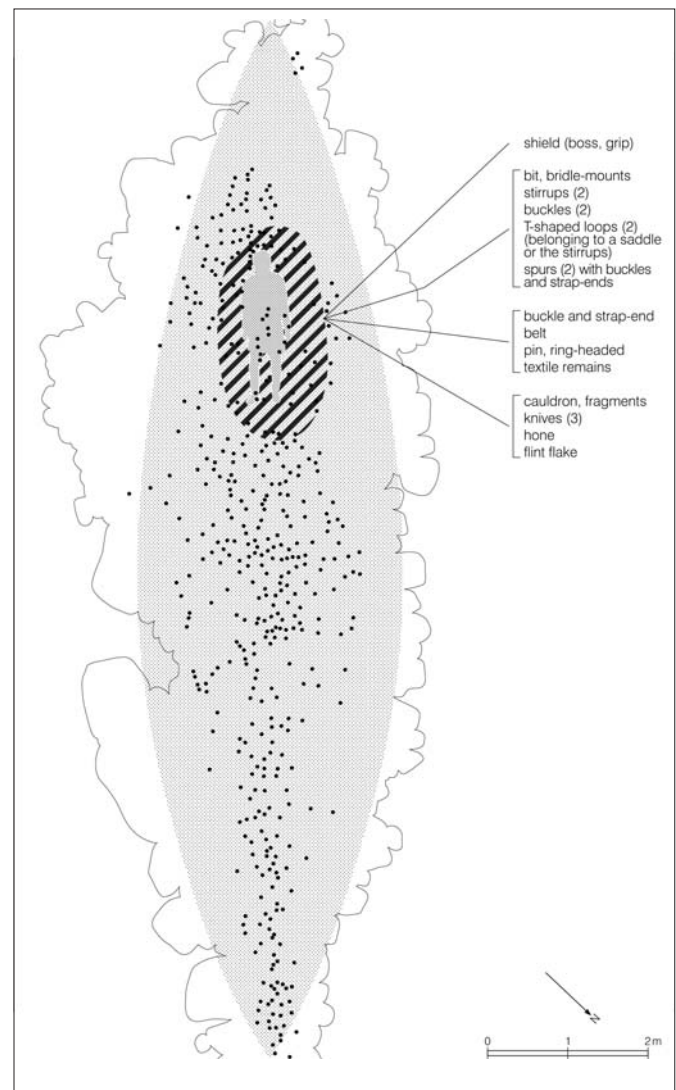 shield (boss, grip)
bit, bridle-mounts
stirrups (2)
buckles (2)
T-shaped loops (2)
(belonging to a saddle
or the stirrups)
spurs (2) with buckles
and strap-ends
buckle and strap-end
belt
pin, ring-headed
textile remains
cauldron, fragments
knives (3)
hone
flint flake
N
0 1 2m